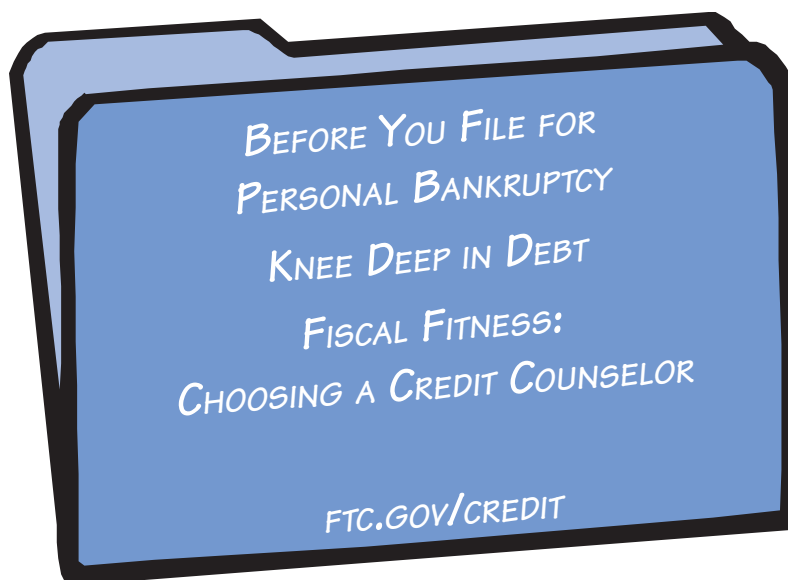 Before You File for
Personal Bankruptcy
Knee Deep in Debt
Fiscal Fitness:
Choosing a Credit Counselor
ftc.gov/credit